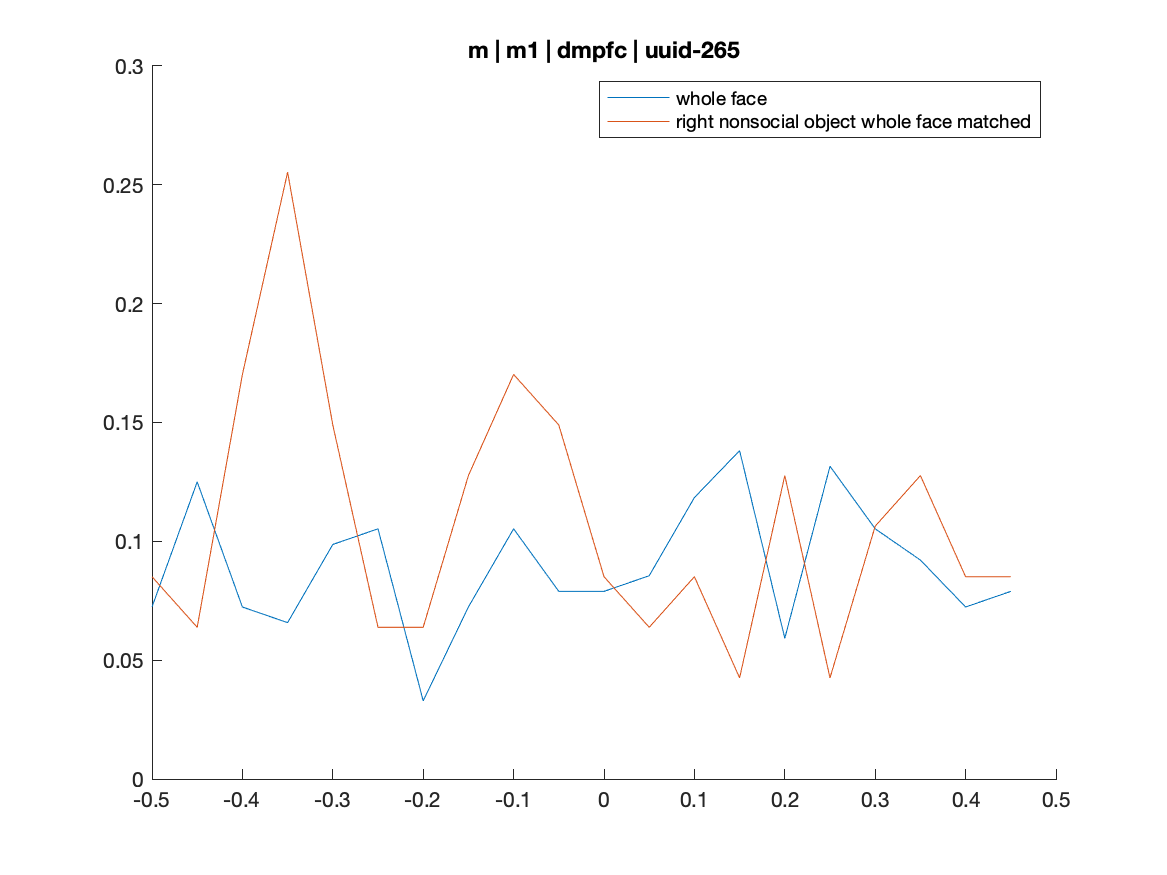 m | m1 | dmpfc | uuid-265
0.3
whole face
right nonsocial object whole face matched
0.25
0.2
0.15
0.1
0.05
0
-0.5 -0.4 -0.3 -0.2 -0.1 0 0.1 0.2 0.3 0.4 0.5